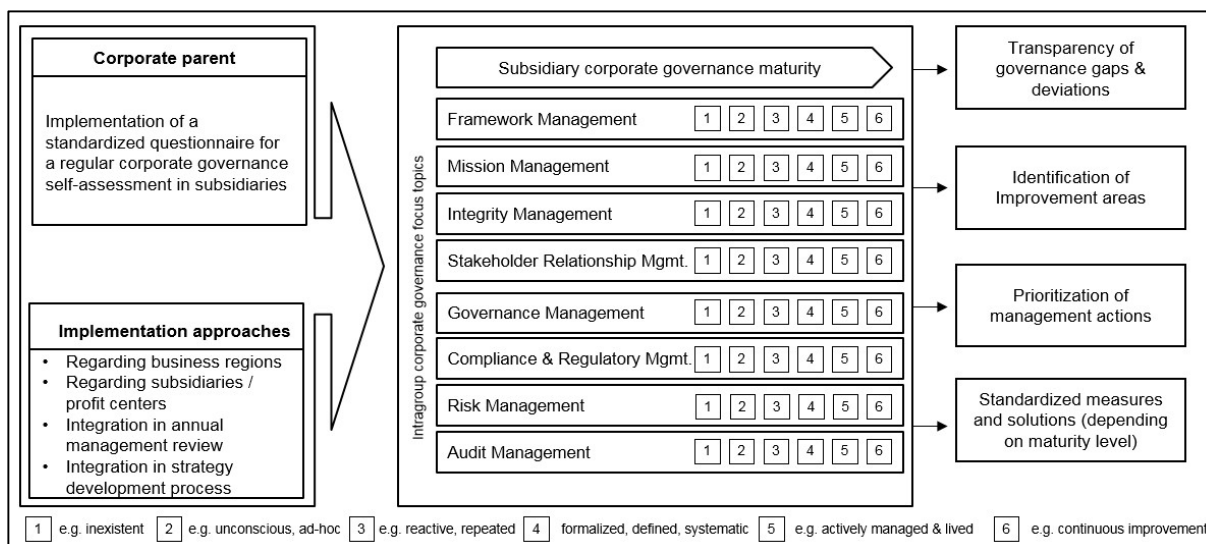 Corporate parent
Implementation of a
standardized questionnaire for
a regular corporate governance
self-assessment in subsidiaries
Implementation approaches
• Regarding business regions
• Regarding subsidiaries /
profit centers
• Integration in annual
management review
• Integration in strategy
development process
Intragroup corporate governance focus topics
Subsidiary corporate governance maturity
Framework Management 1 2 3 4 5 6
Mission Management 1 2 3 4 5 6
Integrity Management 1 2 3 4 5 6
Stakeholder Relationship Mgmt. 1 2 3 4 5 6
Governance Management 1 2 3 4 5 6
Compliance & Regulatory Mgmt. 1 2 3 4 5 6
Risk Management 1 2 3 4 5 6
Audit Management 1 2 3 4 5 6
Transparency of
governance gaps &
deviations
Identification of
Improvement areas
Prioritization of
management actions
Standardized measures
and solutions (depending
on maturity level)
1 e.g. inexistent 2 e.g. unconscious, ad-hoc 3 e.g. reactive, repeated 4 formalized, defined, systematic 5 e.g. actively managed & lived 6 e.g. continuous improvement